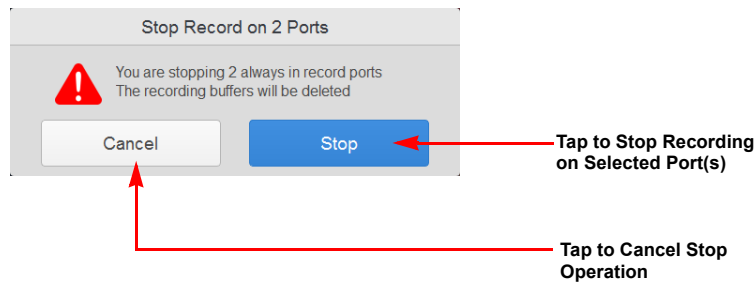 Stop Record on 2 Ports
You are stopping 2 always in record ports
The recording buffers will be deleted
Cancel
Stop
Tap to Stop Recording
on Selected Port(s)
Tap to Cancel Stop
Operation